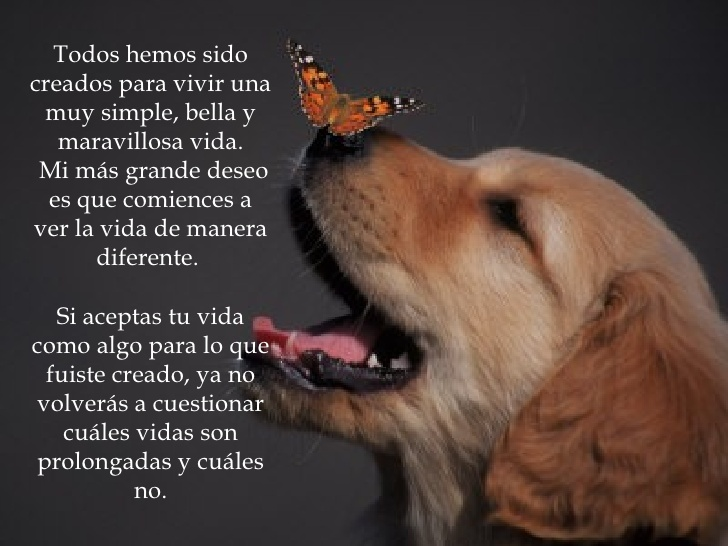 Todos hemos sido
creados para vivir una
muy simple, bella y
maravillosa vida.
Mi más grande deseo
es que comiences a
ver la vida de manera
diferente.
Si aceptas tu vida
como algo para lo que
fuiste creado, ya no
volverás a cuestionar
cuáles vidas son
prolongadas y cuáles
no.